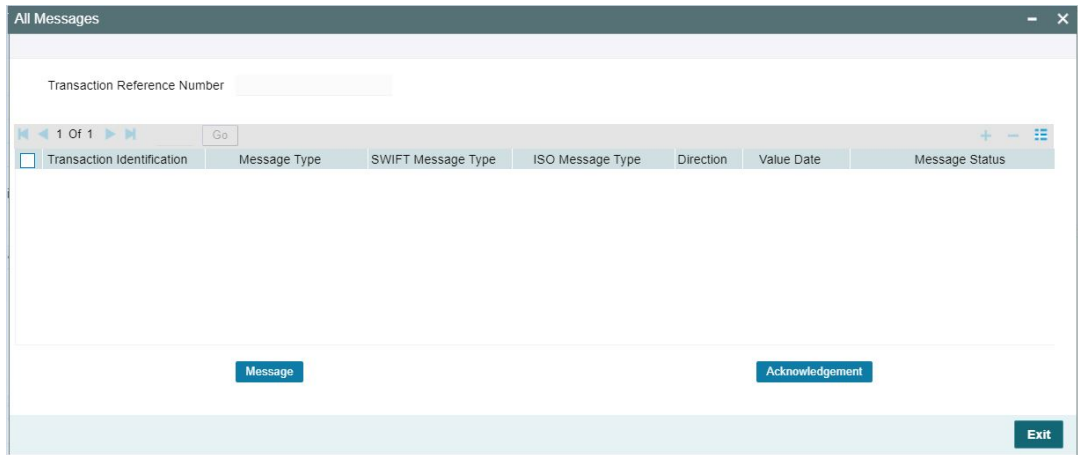 All Messages
Transaction Reference Number
1 Of 1 Go
Transaction Identification Message Type SWIFT Message Type ISO Message Type Direction Value Date Message Status
Message Acknowledgement
Exit